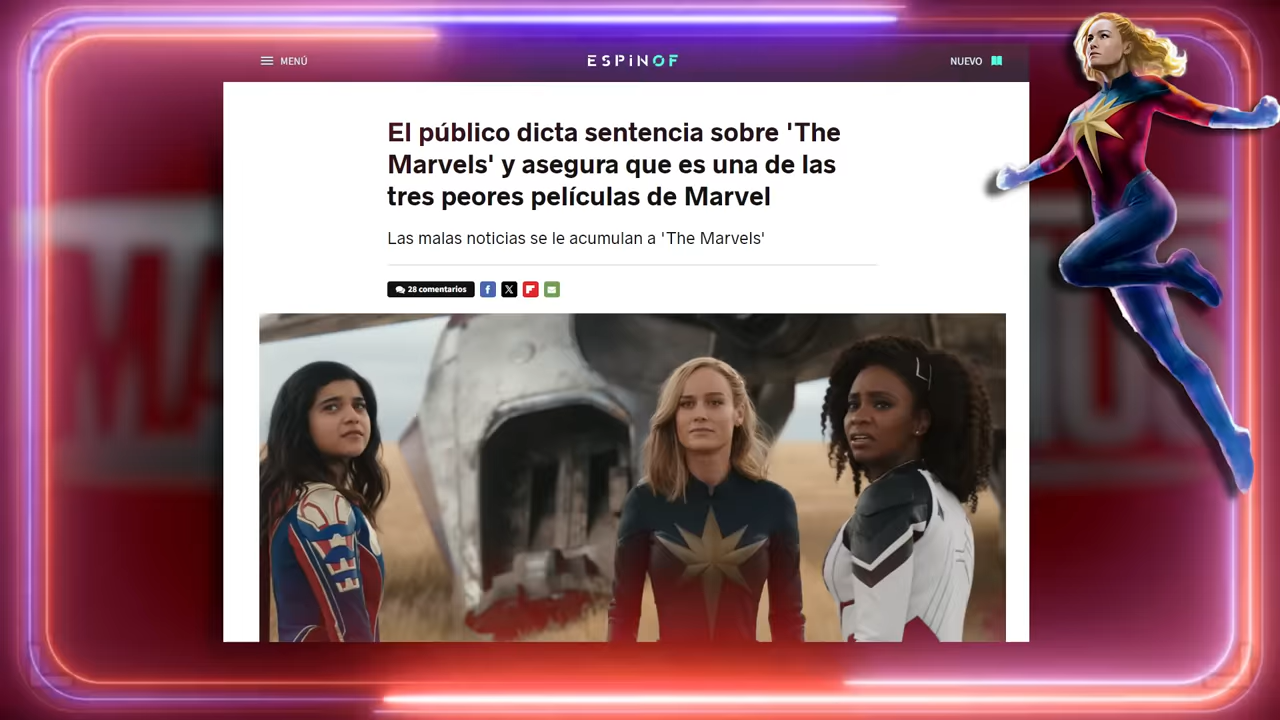 MENÚ
ESPINOF
NUEVO
El público dicta sentencia sobre 'The
Marvels' y asegura que es una de las
tres peores películas de Marvel
Las malas noticias se le acumulan a 'The Marvels'
28 comentarios